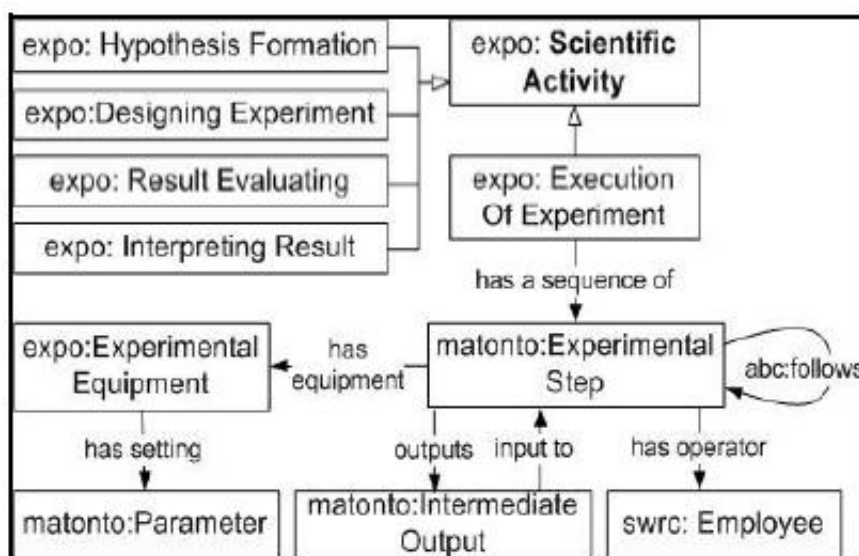 expo: Hypothesis Formation
expo: Scientific
Activity
expo:Designing Experiment
expo: Result Evaluating
expo: Execution
Of Experiment
expo: Interpreting Result
has a sequence of
expo:Experimental
Equipment
has
equipment
matonto:Experimental
Step
abc:follows
has setting
outputs
input to
has operator
matonto:Parameter
matonto:Intermediate
Output
swrc: Employee